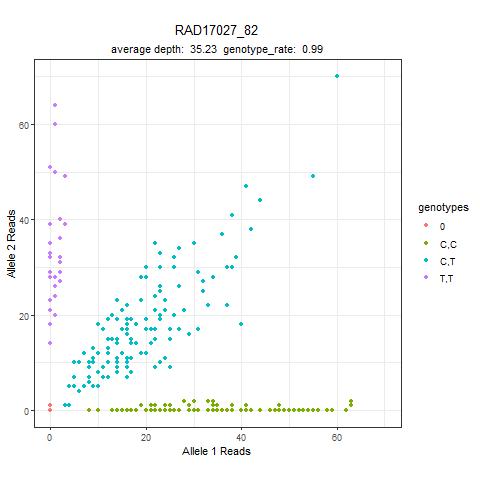 RAD17027_82
average depth: 35.23 genotype_rate: 0.99
60
40
20
0
Allele 2 Reads
0 20 40 60
Allele 1 Reads
genotypes
0
C,C
C,T
T,T